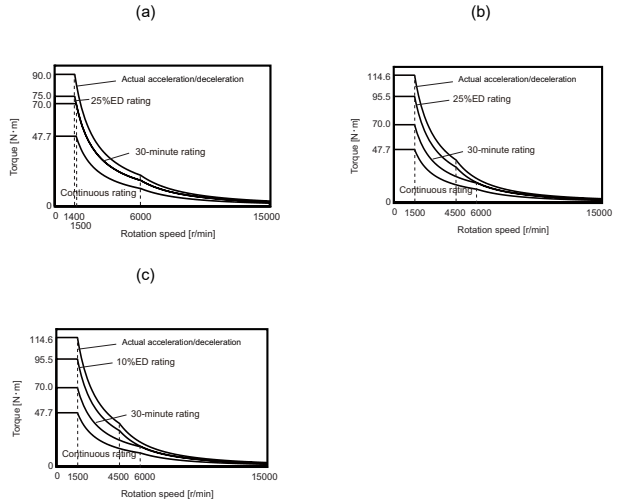 (a)
Torque [N·m]
90.0
75.0
70.0
47.7
0
Actual acceleration/deceleration
25%ED rating
30-minute rating
Continuous rating
1400
1500
6000
15000
Rotation speed [r/min]
(b)
Torque [N·m]
114.6
95.5
70.0
47.7
0
Actual acceleration/deceleration
25%ED rating
30-minute rating
Continuous rating
0
1500
4500
6000
15000
Rotation speed [r/min]
(c)
Torque [N·m]
114.6
95.5
70.0
47.7
0
Actual acceleration/deceleration
10%ED rating
30-minute rating
Continuous rating
0
1500
4500
6000
15000
Rotation speed [r/min]